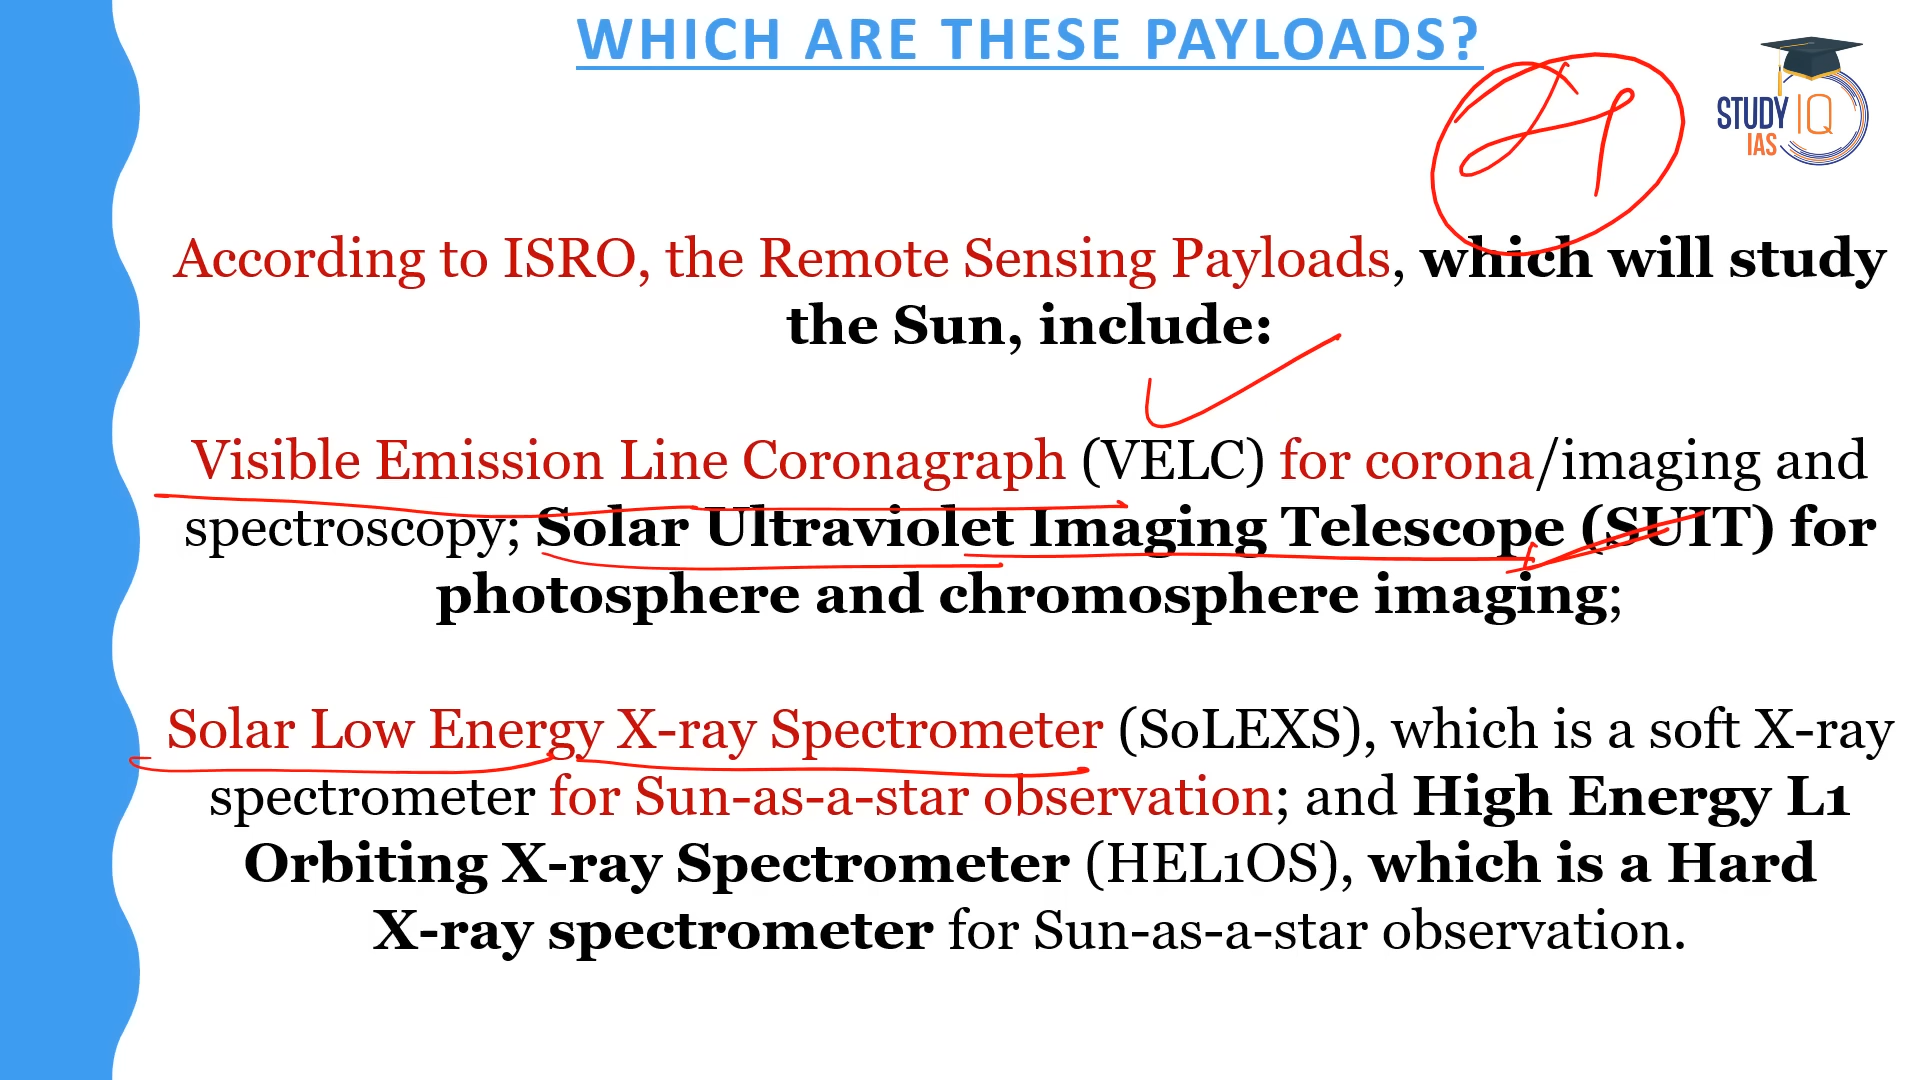 WHICH ARE THESE PAYLOADS?
STUDY IQ
IAS
According to ISRO, the Remote Sensing Payloads, which will study
the Sun, include:
Visible Emission Line Coronagraph (VELC) for corona/imaging and
spectroscopy; Solar Ultraviolet Imaging Telescope (SUIT) for
photosphere and chromosphere imaging;
Solar Low Energy X-ray Spectrometer (SoLEXS), which is a soft X-ray
spectrometer for Sun-as-a-star observation; and High Energy L1
Orbiting X-ray Spectrometer (HEL1OS), which is a Hard
X-ray spectrometer for Sun-as-a-star observation.